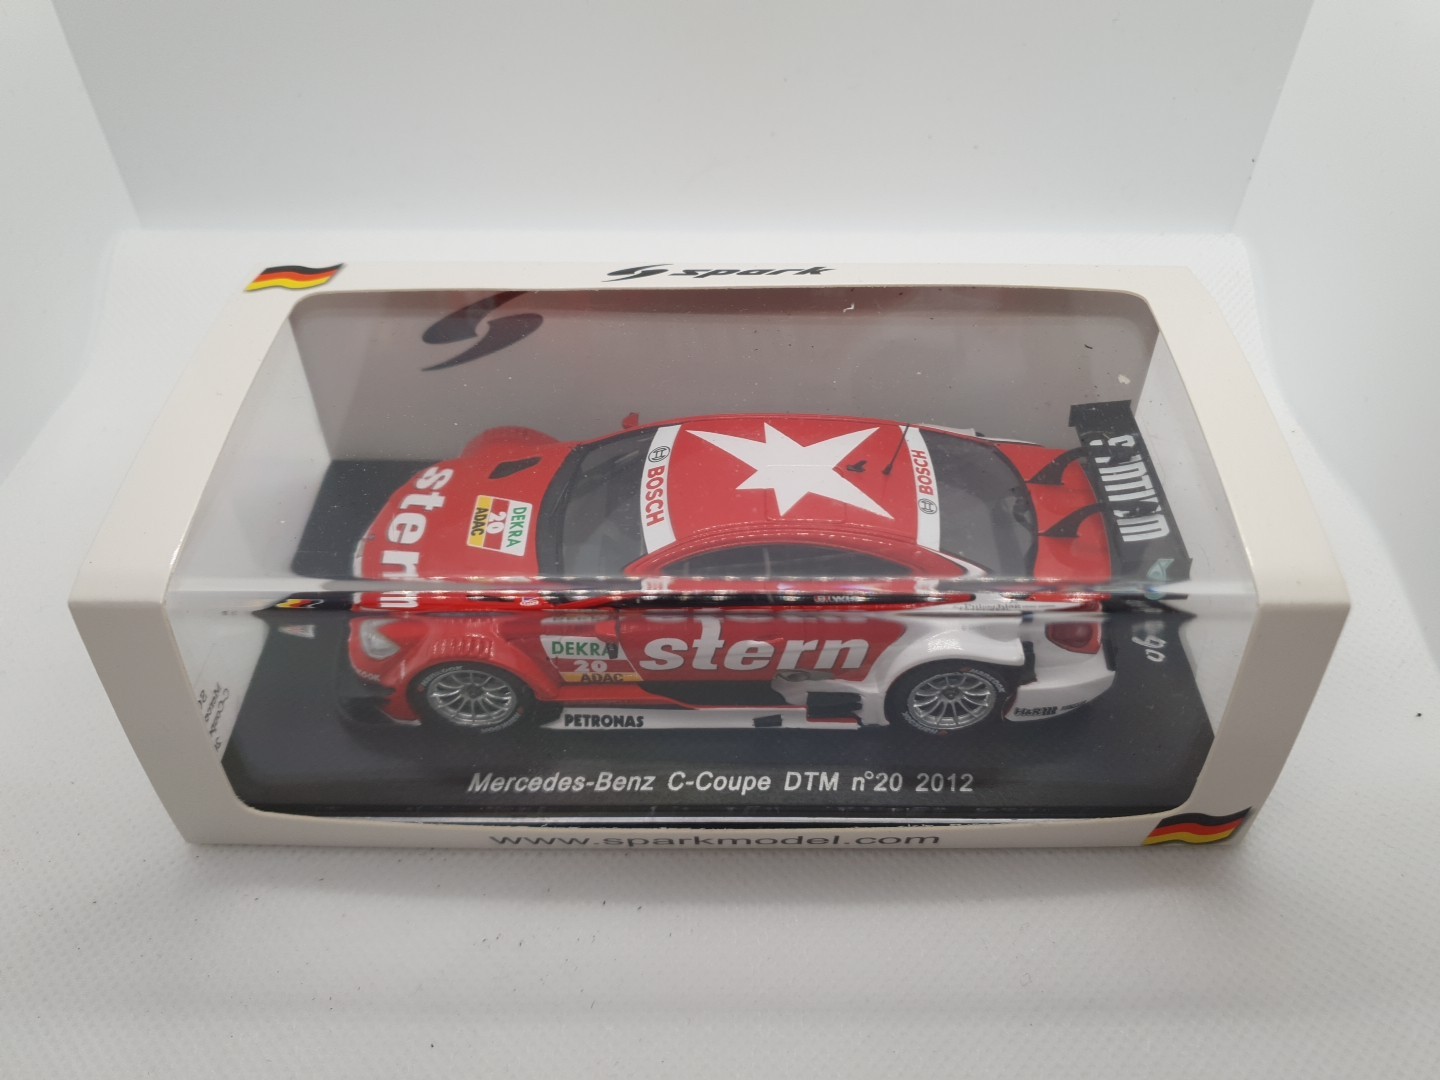 spark
BOSCH
BOSCH
stern
DEKRA
20
ADAC
DEKRA
20
ADAC
stern
PETRONAS
Mercedes-Benz C-Coupe DTM n°20 2012
www.sparkmodel.com